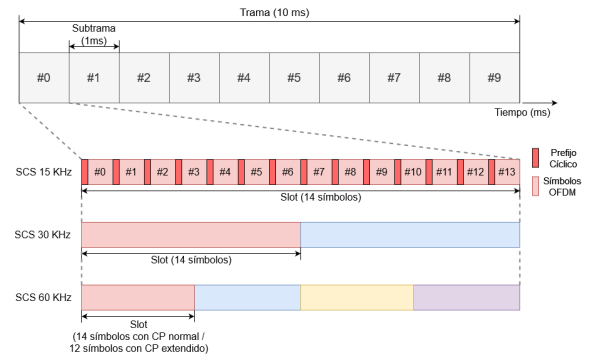 Trama (10 ms)
Subtrama
(1ms)
#0 #1 #2 #3 #4 #5 #6 #7 #8 #9
Tiempo (ms)
SCS 15 KHz
#0 #1 #2 #3 #4 #5 #6 #7 #8 #9 #10 #11 #12 #13
Slot (14 símbolos)
Prefijo
Cíclico
Símbolos
OFDM
SCS 30 KHz
Slot (14 símbolos)
SCS 60 KHz
Slot
(14 símbolos con CP normal /
12 símbolos con CP extendido)